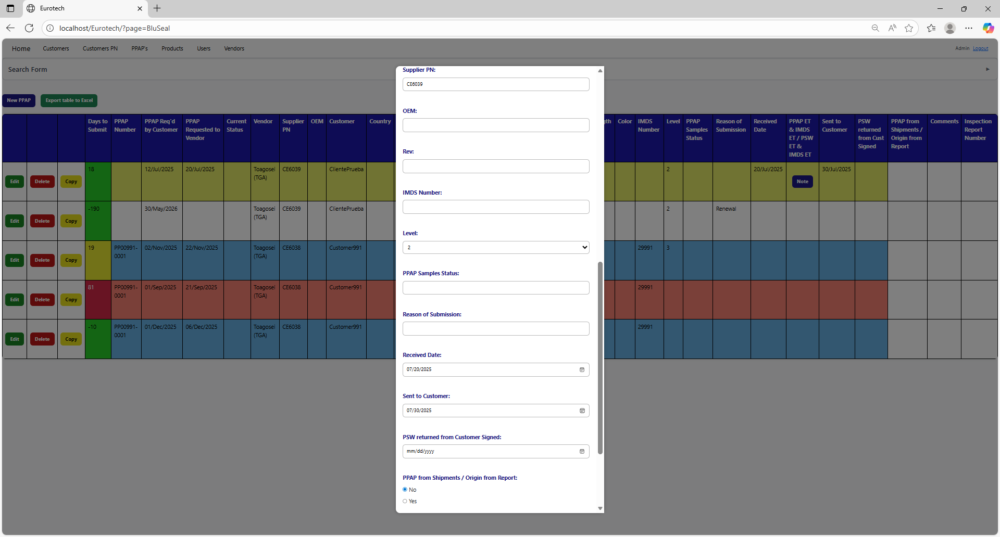 Eurotech
localhost/Eurotech/?page=BluSeal
Home Customers Customers PN PPAP's Products Users Vendors Admin Logout
Search Form
New PPAP Export table to Excel
Days to Submit PPAP Number PPAP Req'd by Customer PPAP Requested to Vendor Current Status Vendor Supplier PN OEM Customer Country gth Color IMDS Number Level PPAP Samples Status Reason of Submission Received Date PPAP ET & IMDS ET / PSW ET & IMDS ET Sent to Customer PSW returned from Cust Signed PPAP from Shipments / Origin from Report Comments Inspection Report Number
Edit Delete Copy 18 12/Jul/2025 20/Jul/2025 Toagosei (TGA) CE6039 ClientePrueba 2 20/Jul/2025 Note 30/Jul/2025
Edit Delete Copy -190 30/May/2026 Toagosei (TGA) CE6039 ClientePrueba 2 Renewal
Edit Delete Copy 19 PP00991-0001 02/Nov/2025 22/Nov/2025 Toagosei (TGA) CE6038 Customer991 29991 3
Edit Delete Copy 81 PP00991-0001 01/Sep/2025 21/Sep/2025 Toagosei (TGA) CE6038 Customer991 29991
Edit Delete Copy -10 PP00991-0001 01/Dec/2025 06/Dec/2025 Toagosei (TGA) CE6038 Customer991 29991
Supplier PN:
CE6039
OEM:
Rev:
IMDS Number:
Level:
2
PPAP Samples Status:
Reason of Submission:
Received Date:
07/20/2025
Sent to Customer:
07/30/2025
PSW returned from Customer Signed:
mm/dd/yyyy
PPAP from Shipments / Origin from Report:
No
Yes